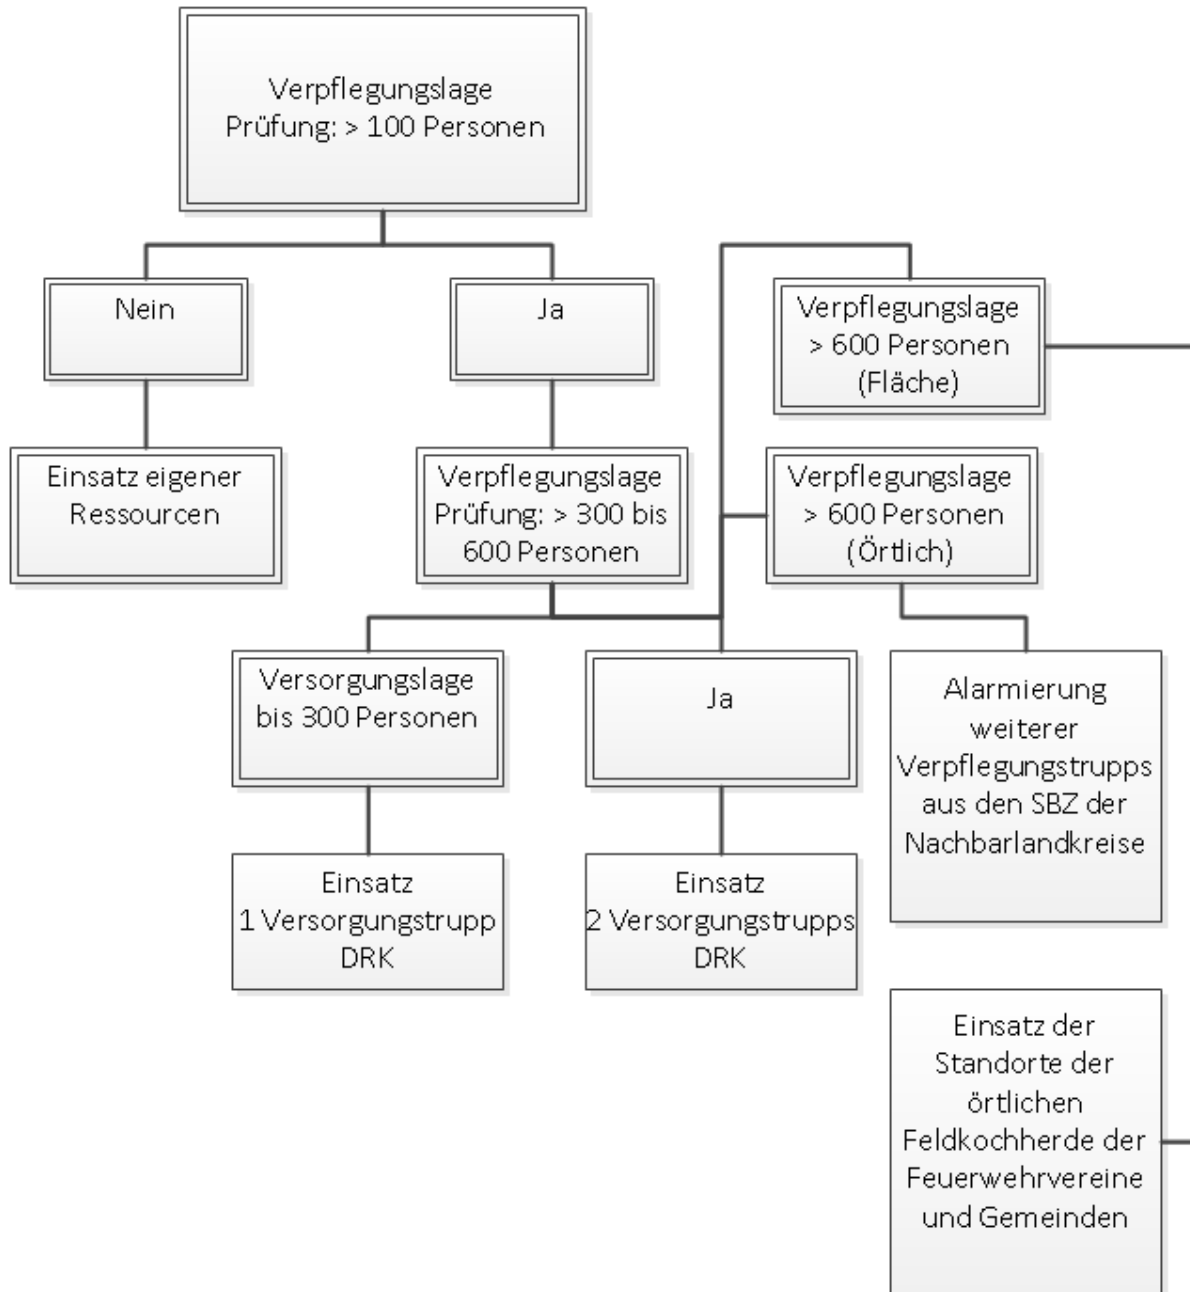 Verpflegungslage
Prüfung: > 100 Personen
Nein
Ja
Verpflegungslage
> 600 Personen
(Fläche)
Einsatz eigener
Ressourcen
Verpflegungslage
Prüfung: > 300 bis
600 Personen
Verpflegungslage
> 600 Personen
(Örtlich)
Versorgungslage
bis 300 Personen
Ja
Alarmierung
weiterer
Verpflegungstrupps
aus den SBZ der
Nachbarlandkreise
Einsatz
1 Versorgungstrupp
DRK
Einsatz
2 Versorgungstrupps
DRK
Einsatz der
Standorte der
örtlichen
Feldkochherde der
Feuerwehrvereine
und Gemeinden